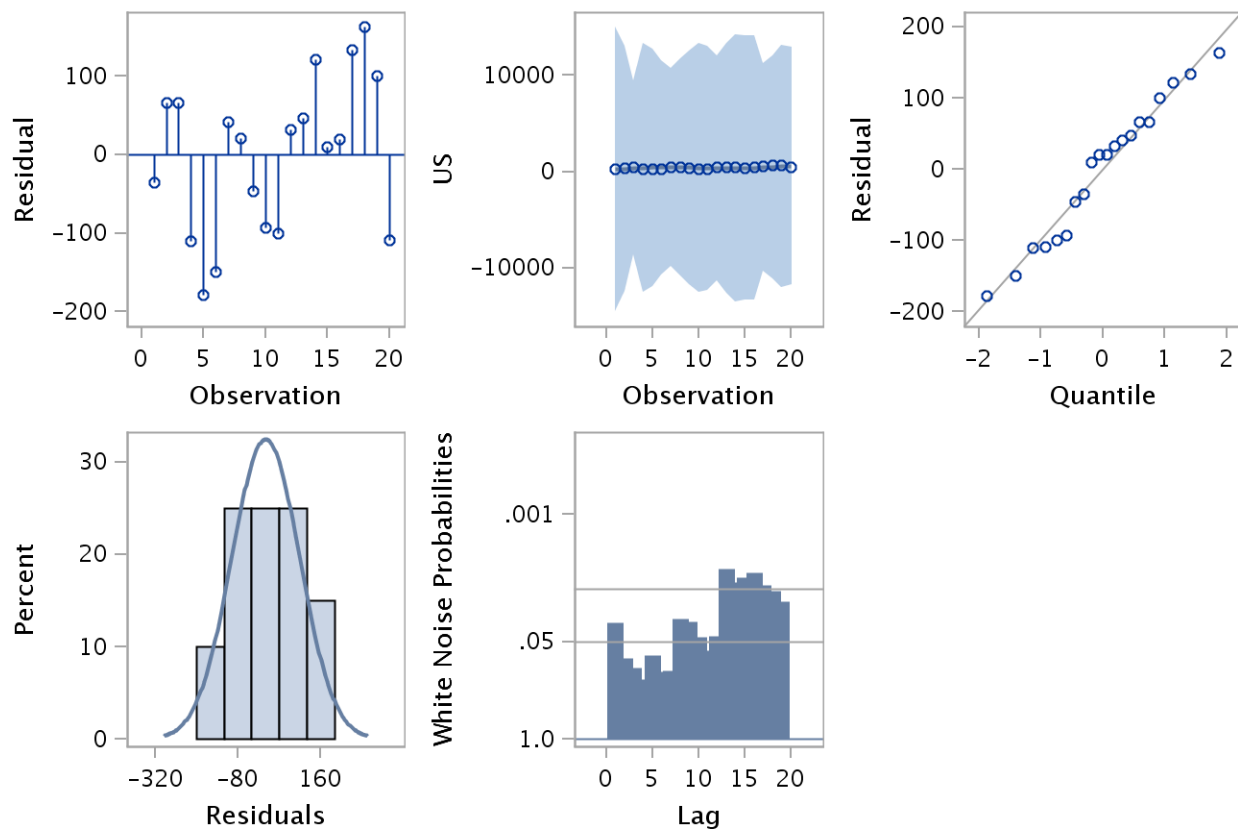 Residual
100
0
−100
−200
0 5 10 15 20
Observation
US
10000
0
−10000
0 5 10 15 20
Observation
Residual
200
100
0
−100
−200
−2 −1 0 1 2
Quantile
Percent
30
20
10
0
−320 −80 160
Residuals
White Noise Probabilities
.001
.05
1.0
0 5 10 15 20
Lag